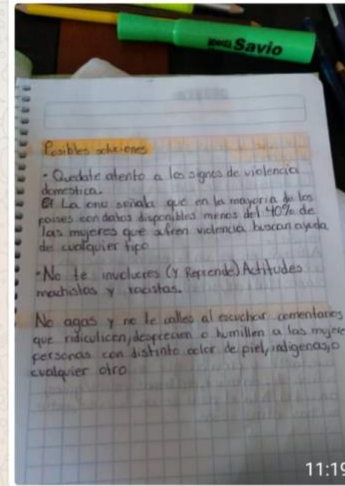 Savio
Posibles soluciones
- Quedate atento a los signos de violencia
domestica.
La onu señala que en la mayoria de los
paises con datos disponibles menos del 40% de
las mujeres que sufren violencia buscan ayuda
de cualquier tipo
- No te involucres (Y Reprende) Actitudes
machistas y racistas.
No agas y no te calles al escuchar comentarios
que ridiculicen, desprecien o humillen a las mujere
personas con distinto color de piel, indigenas, o
cualquier otro
11:19